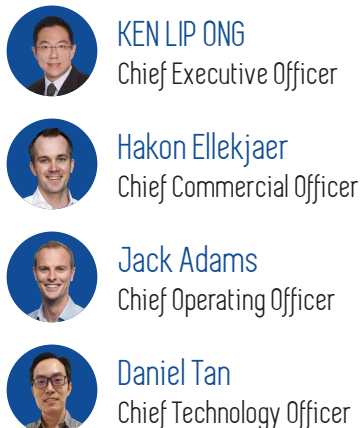 KEN LIP ONG
Chief Executive Officer
Hakon Ellekjaer
Chief Commercial Officer
Jack Adams
Chief Operating Officer
Daniel Tan
Chief Technology Officer